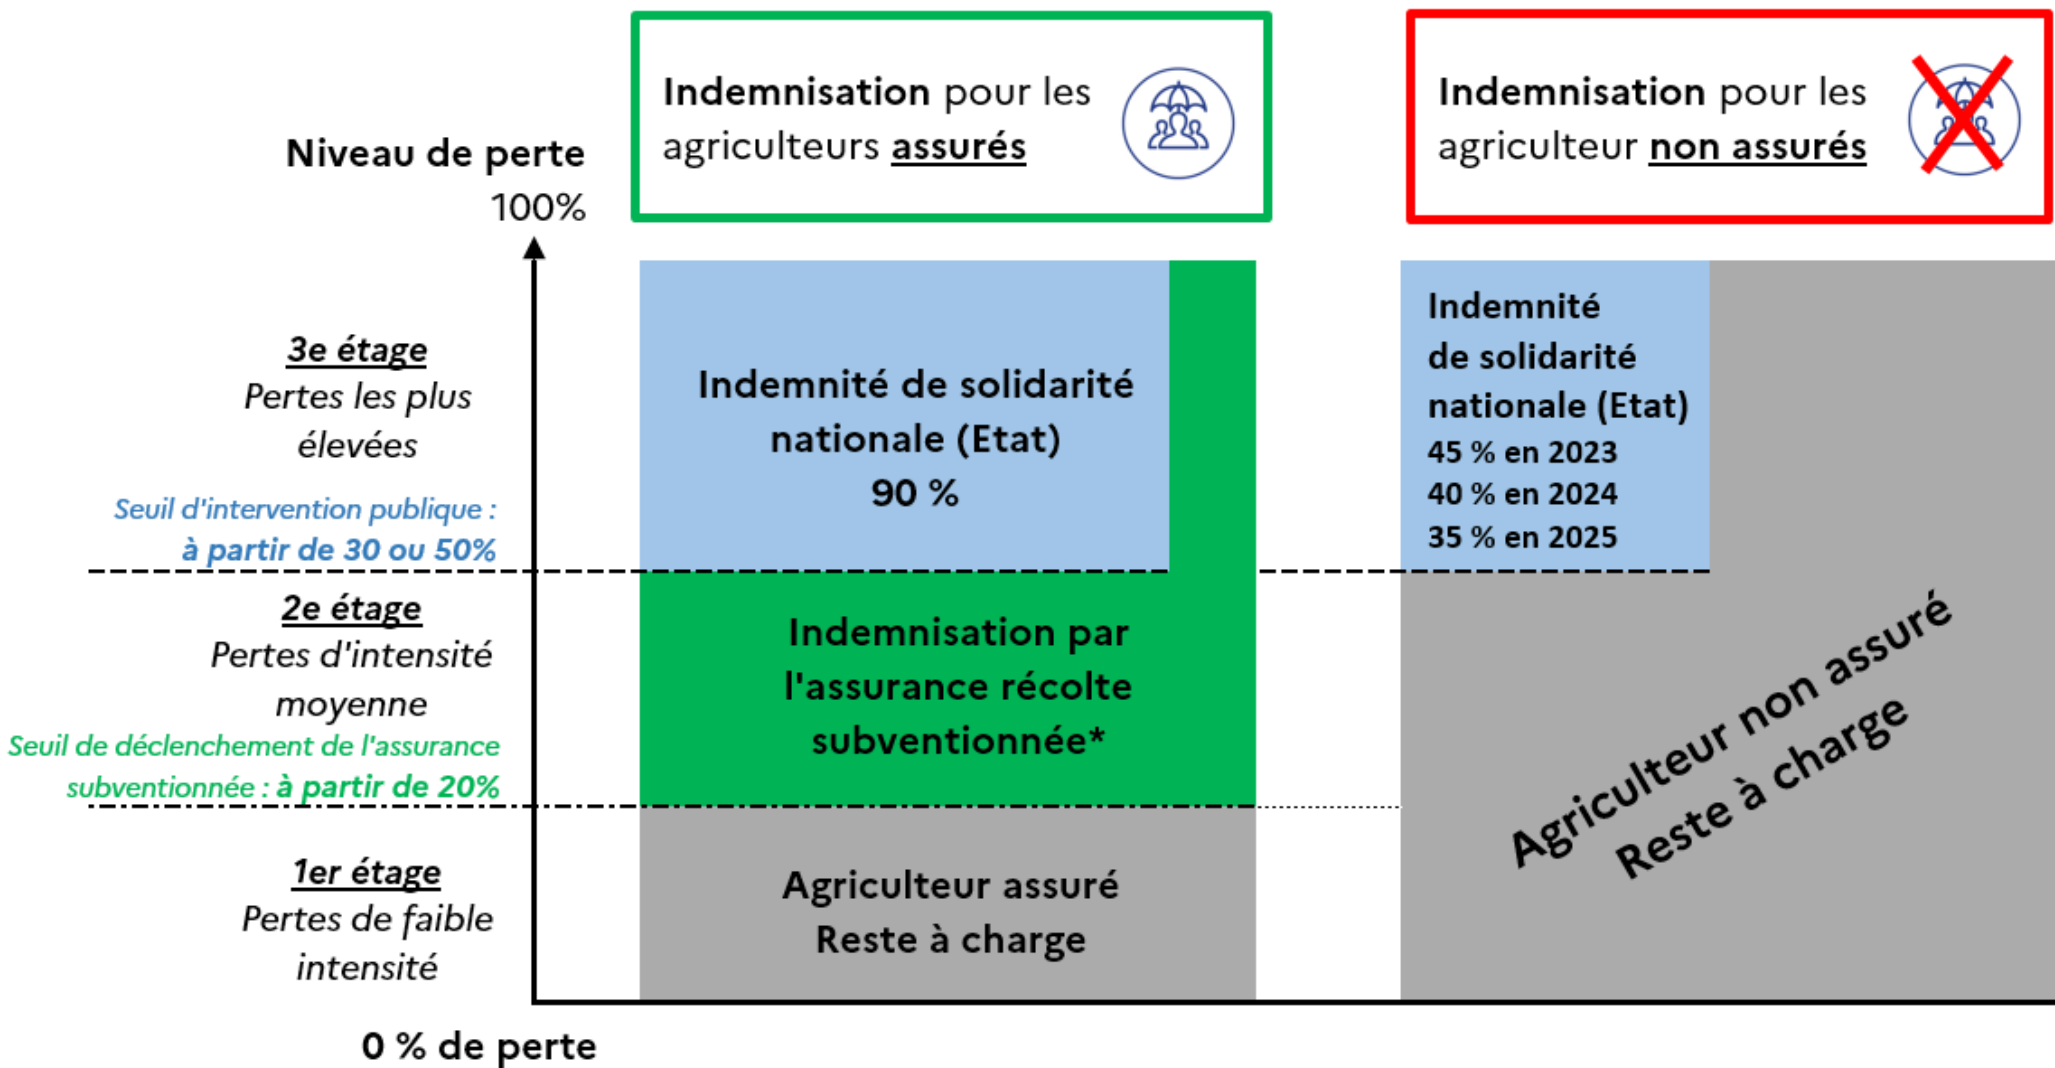 Indemnisation pour les
agriculteurs assurés
Indemnisation pour les
agriculteur non assurés
Niveau de perte
100%
3e étage
Pertes les plus
élevées
Seuil d'intervention publique :
à partir de 30 ou 50%
2e étage
Pertes d'intensité
moyenne
Seuil de déclenchement de l'assurance
subventionnée : à partir de 20%
1er étage
Pertes de faible
intensité
0 % de perte
Indemnité de solidarité
nationale (Etat)
90 %
Indemnisation par
l'assurance récolte
subventionnée*
Agriculteur assuré
Reste à charge
Indemnité
de solidarité
nationale (Etat)
45 % en 2023
40 % en 2024
35 % en 2025
Agriculteur non assuré
Reste à charge